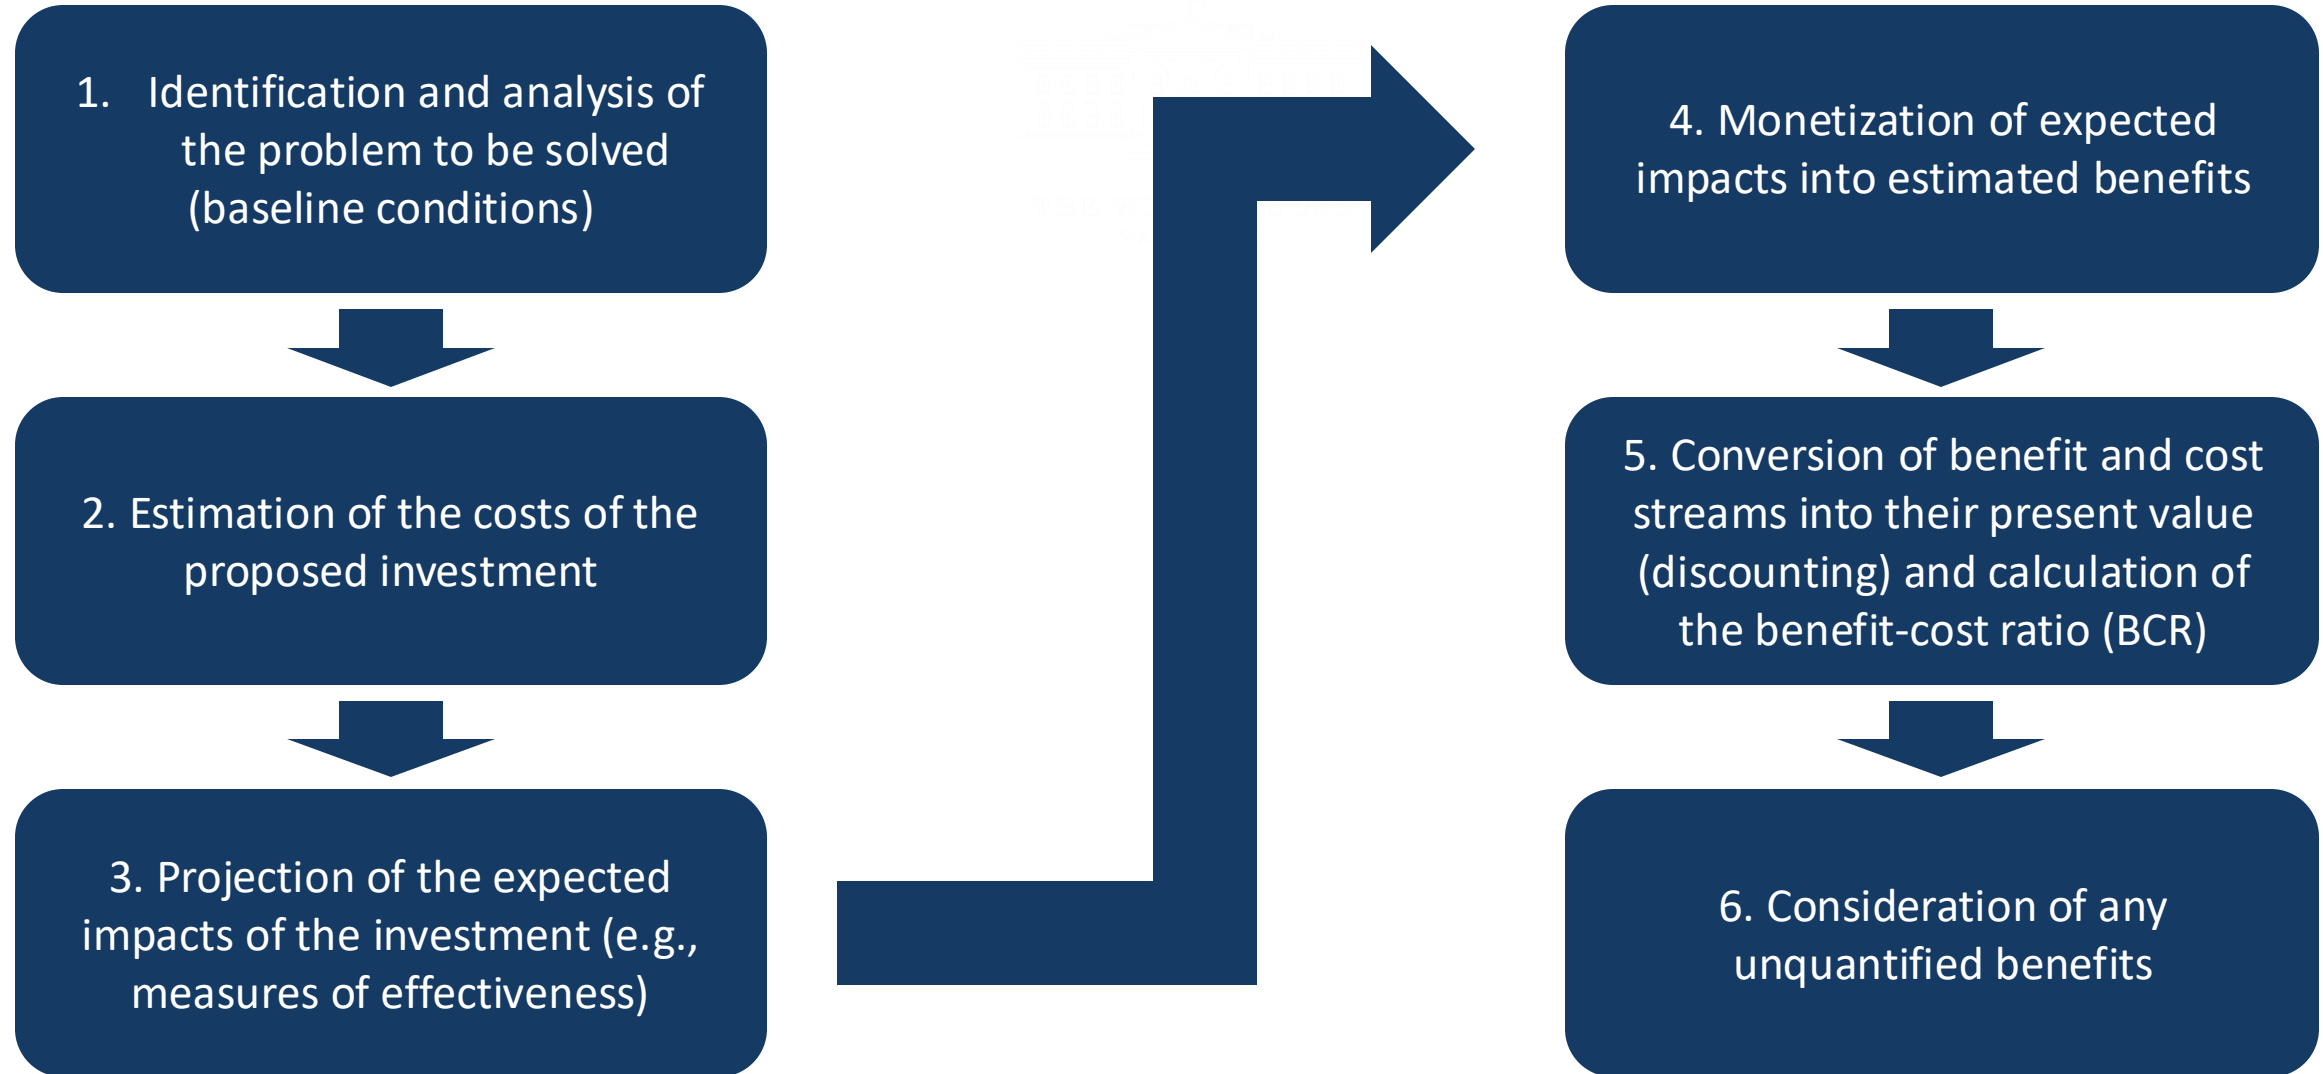 1. Identification and analysis of
the problem to be solved
(baseline conditions)
2. Estimation of the costs of the
proposed investment
3. Projection of the expected
impacts of the investment (e.g.,
measures of effectiveness)
4. Monetization of expected
impacts into estimated benefits
5. Conversion of benefit and cost
streams into their present value
(discounting) and calculation of
the benefit-cost ratio (BCR)
6. Consideration of any
unquantified benefits